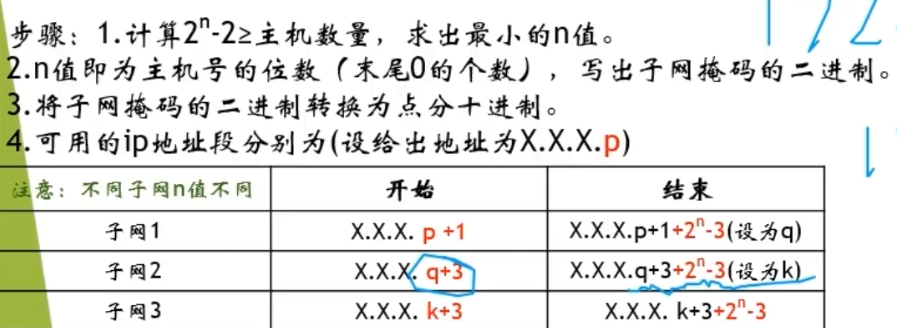 步骤：1.计算2ⁿ-2≥主机数量，求出最小的n值。
2.n值即为主机号的位数（末尾0的个数），写出子网掩码的二进制。
3.将子网掩码的二进制转换为点分十进制。
4.可用的ip地址段分别为(设给出地址为X.X.X.p)
注意：不同子网n值不同 开始 结束
子网1 X.X.X. p +1 X.X.X.p+1+2ⁿ-3(设为q)
子网2 X.X.X. q+3 X.X.X.q+3+2ⁿ-3(设为k)
子网3 X.X.X. k+3 X.X.X. k+3+2ⁿ-3